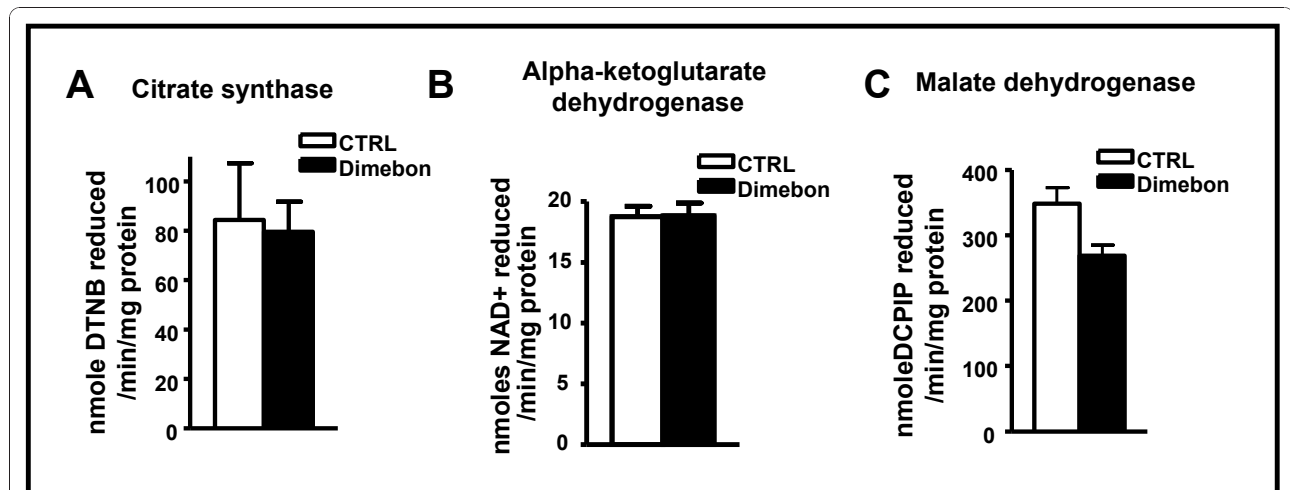 A
Citrate synthase
CTRL
Dimebon
nmole DTNB reduced
/min/mg protein
100
80
60
40
20
0
B
Alpha-ketoglutarate
dehydrogenase
CTRL
Dimebon
nmoles NAD+ reduced
/min/mg protein
20
15
10
5
0
C
Malate dehydrogenase
CTRL
Dimebon
nmoleDCPIP reduced
/min/mg protein
400
300
200
100
0